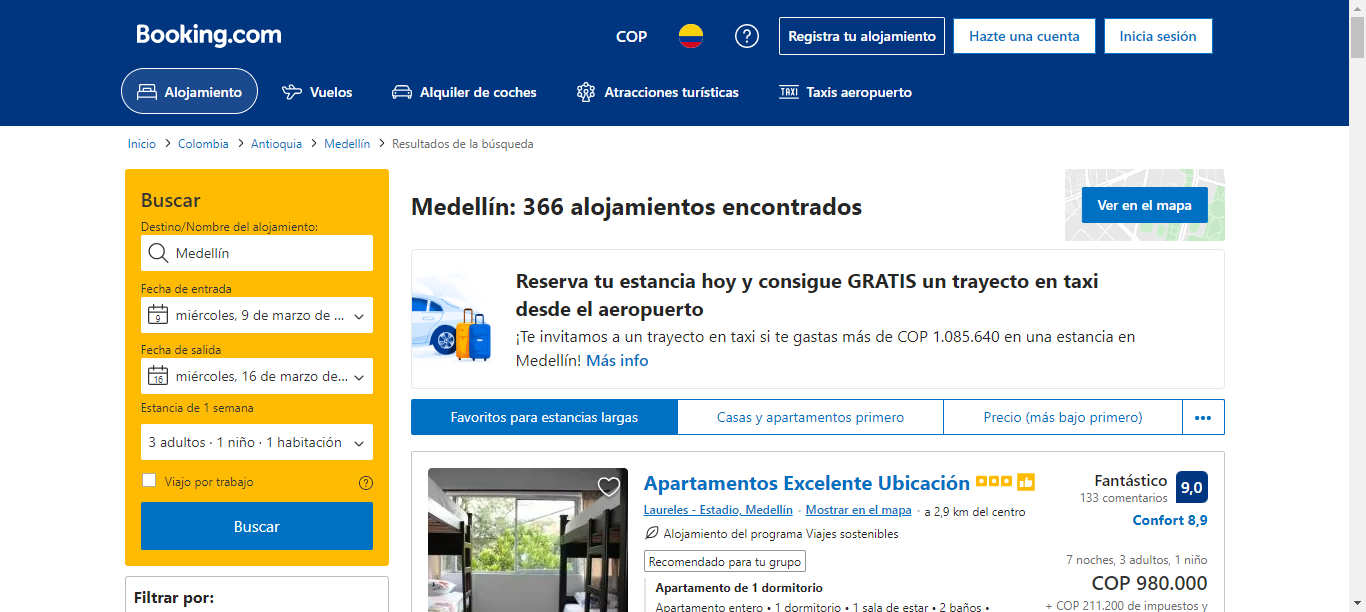 Booking.com
COP
Registra tu alojamiento
Hazte una cuenta
Inicia sesión
Alojamiento
Vuelos
Alquiler de coches
Atracciones turísticas
TAXI Taxis aeropuerto
Inicio > Colombia > Antioquia > Medellín > Resultados de la búsqueda
Buscar
Destino/Nombre del alojamiento:
Medellín
Fecha de entrada
9 miércoles, 9 de marzo de ...
Fecha de salida
16 miércoles, 16 de marzo de...
Estancia de 1 semana
3 adultos · 1 niño · 1 habitación
Viajo por trabajo
Buscar
Filtrar por:
Medellín: 366 alojamientos encontrados
Ver en el mapa
Reserva tu estancia hoy y consigue GRATIS un trayecto en taxi
desde el aeropuerto
¡Te invitamos a un trayecto en taxi si te gastas más de COP 1.085.640 en una estancia en
Medellín! Más info
Favoritos para estancias largas
Casas y apartamentos primero
Precio (más bajo primero)
Apartamentos Excelente Ubicación
Laureles - Estadio, Medellín · Mostrar en el mapa · a 2,9 km del centro
Alojamiento del programa Viajes sostenibles
Recomendado para tu grupo
Apartamento de 1 dormitorio
Apartamento entero • 1 dormitorio • 1 sala de estar • 2 baños •
Fantástico 9,0
133 comentarios
Confort 8,9
7 noches, 3 adultos, 1 niño
COP 980.000
+ COP 211.200 de impuestos y